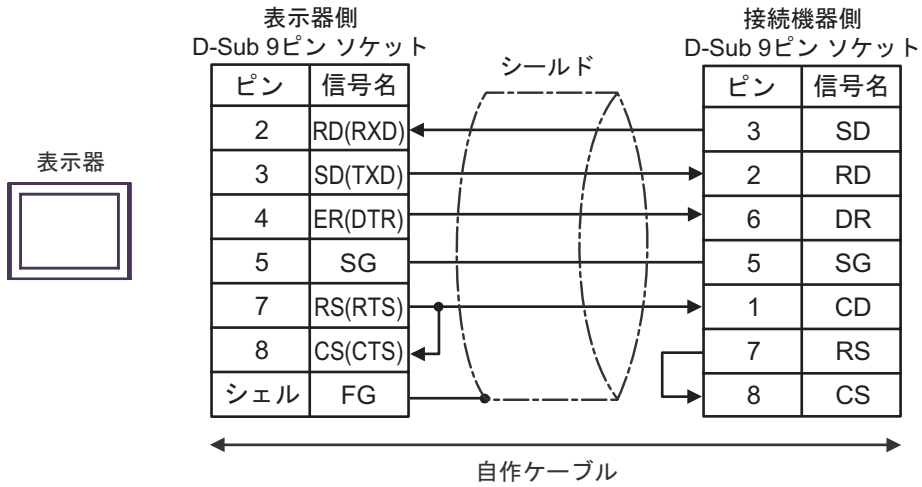 表示器側
D-Sub 9ピン ソケット
接続機器側
D-Sub 9ピン ソケット
シールド
表示器
ピン 信号名
2 RD(RXD)
3 SD(TXD)
4 ER(DTR)
5 SG
7 RS(RTS)
8 CS(CTS)
シェル FG
ピン 信号名
3 SD
2 RD
6 DR
5 SG
1 CD
7 RS
8 CS
自作ケーブル